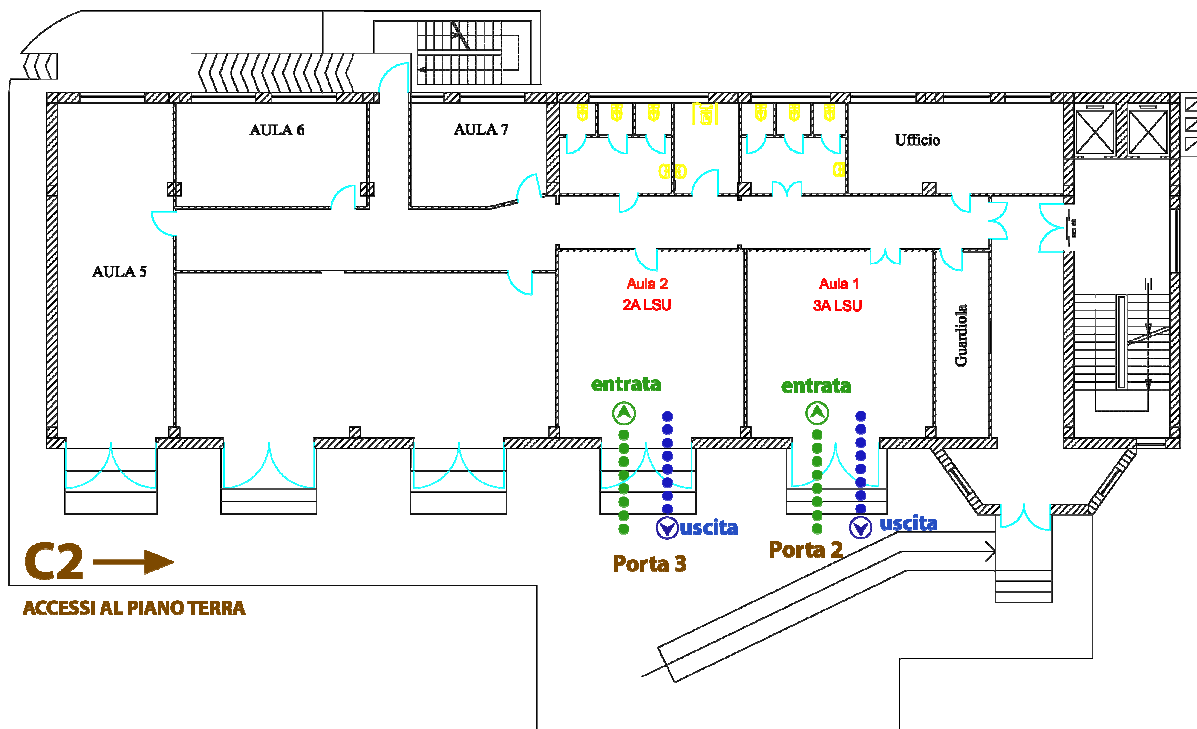 AULA 6
AULA 7
Ufficio
AULA 5
Aula 2
2A LSU
Aula 1
3A LSU
Guardiola
entrata
entrata
uscita
uscita
Porta 3
Porta 2
C2
ACCESSI AL PIANO TERRA